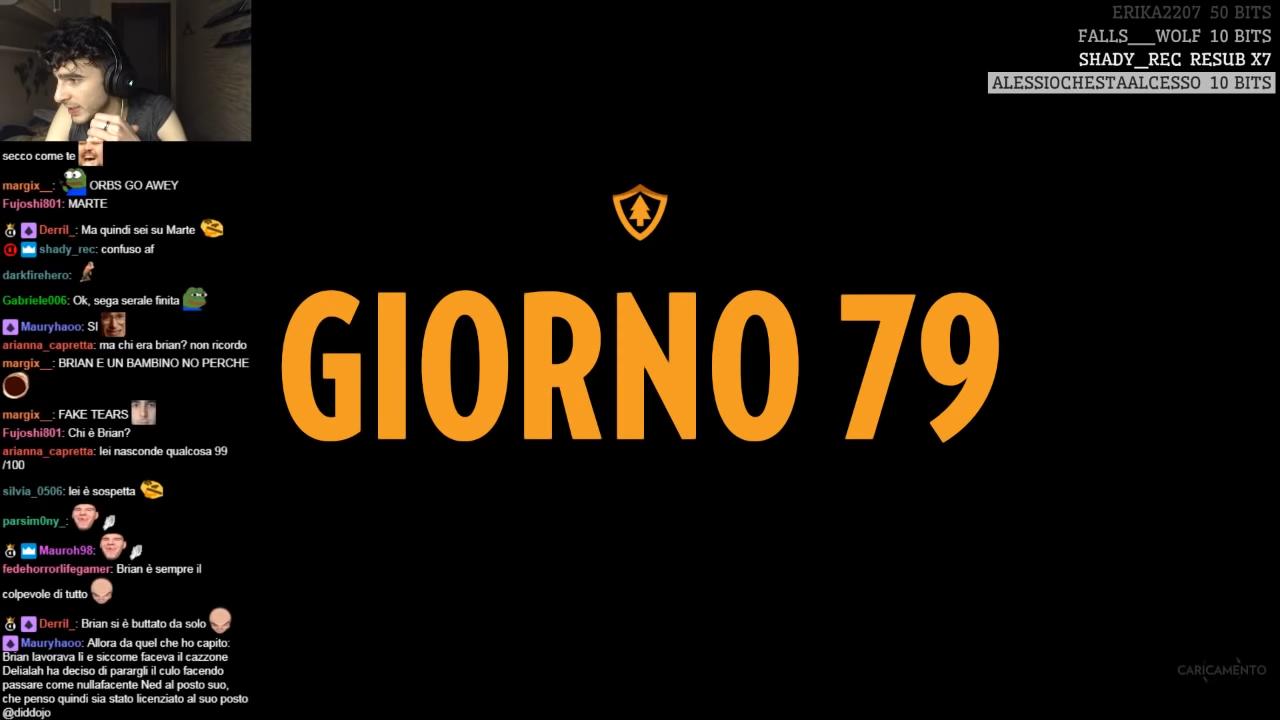 ERIKA2207 50 BITS
FALLS___WOLF 10 BITS
SHADY_REC RESUB X7
ALESSIOCHESTAALCESSO 10 BITS
secco come te
margix__: ORBS GO AWEY
Fujoshi801: MARTE
Derril_: Ma quindi sei su Marte
shady_rec: confuso af
darkfirehero:
Gabriele006: Ok, sega serale finita
Mauryhaoo: SI
arianna_capretta: ma chi era brian? non ricordo
margix__: BRIAN E UN BAMBINO NO PERCHE
margix__: FAKE TEARS
Fujoshi801: Chi è Brian?
arianna_capretta: lei nasconde qualcosa 99
/100
silvia_0506: lei è sospetta
parsim0ny_:
Mauroh98:
fedehorrorlifegamer: Brian è sempre il
colpevole di tutto
Derril_: Brian si è buttato da solo
Mauryhaoo: Allora da quel che ho capito:
Brian lavorava lì e siccome faceva il cazzone
Delialah ha deciso di parargli il culo facendo
passare come nullafacente Ned al posto suo,
che penso quindi sia stato licenziato al suo posto
@diddojo
GIORNO 79
CARICAMENTO